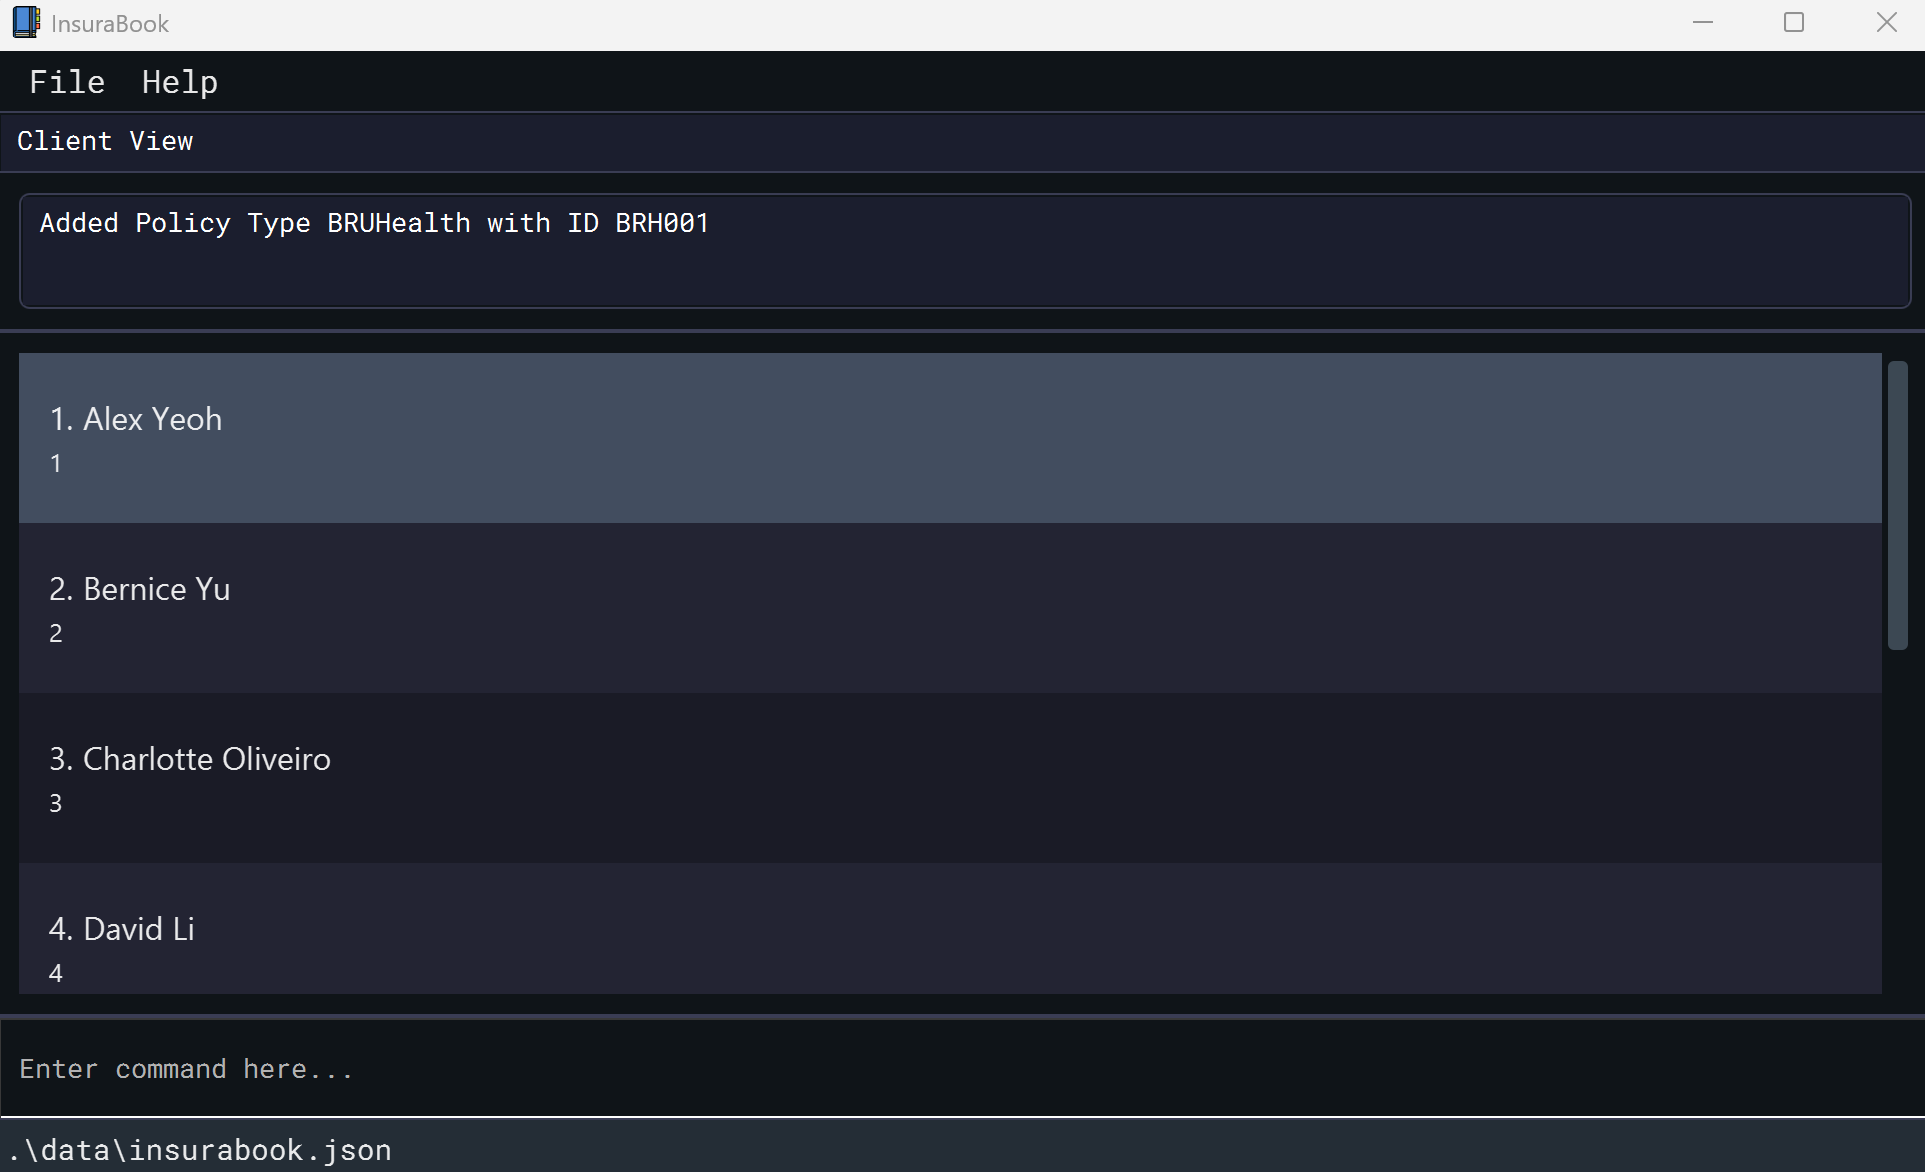 InsuraBook
File Help
Client View
Added Policy Type BRUHealth with ID BRH001
1. Alex Yeoh
1
2. Bernice Yu
2
3. Charlotte Oliveiro
3
4. David Li
4
Enter command here...
.\data\insurabook.json